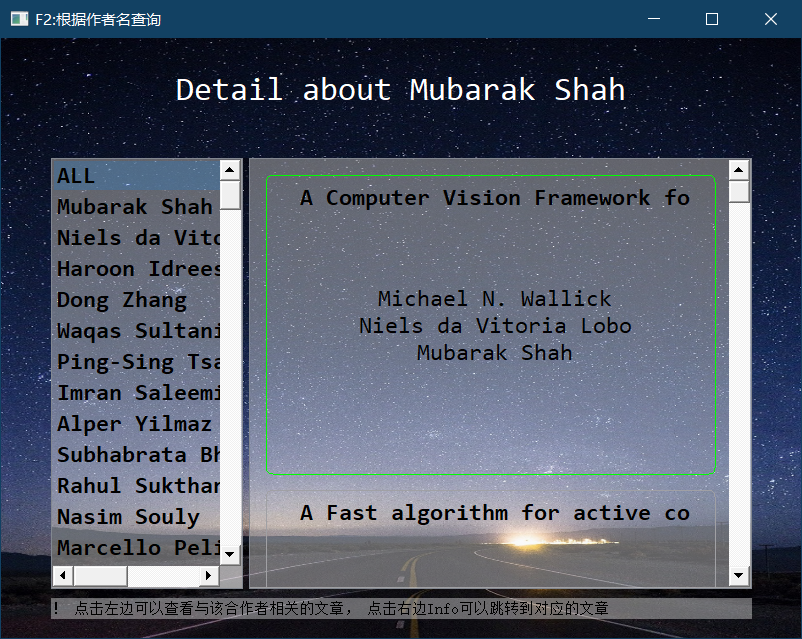 F2:根据作者名查询
Detail about Mubarak Shah
ALL
Mubarak Shah
Niels da Vito
Haroon Idrees
Dong Zhang
Waqas Sultani
Ping-Sing Tsa
Imran Saleemi
Alper Yilmaz
Subhabrata Bh
Rahul Sukthan
Nasim Souly
Marcello Peli
A Computer Vision Framework fo
Michael N. Wallick
Niels da Vitoria Lobo
Mubarak Shah
A Fast algorithm for active co
! 点击左边可以查看与该合作者相关的文章, 点击右边Info可以跳转到对应的文章